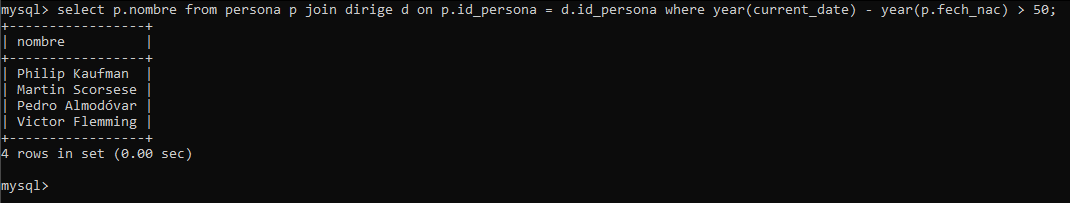 mysql> select p.nombre from persona p join dirige d on p.id_persona = d.id_persona where year(current_date) - year(p.fech_nac) > 50;
+-----------------+
| nombre          |
+-----------------+
| Philip Kaufman  |
| Martin Scorsese |
| Pedro Almodóvar |
| Victor Flemming |
+-----------------+
4 rows in set (0.00 sec)

mysql>